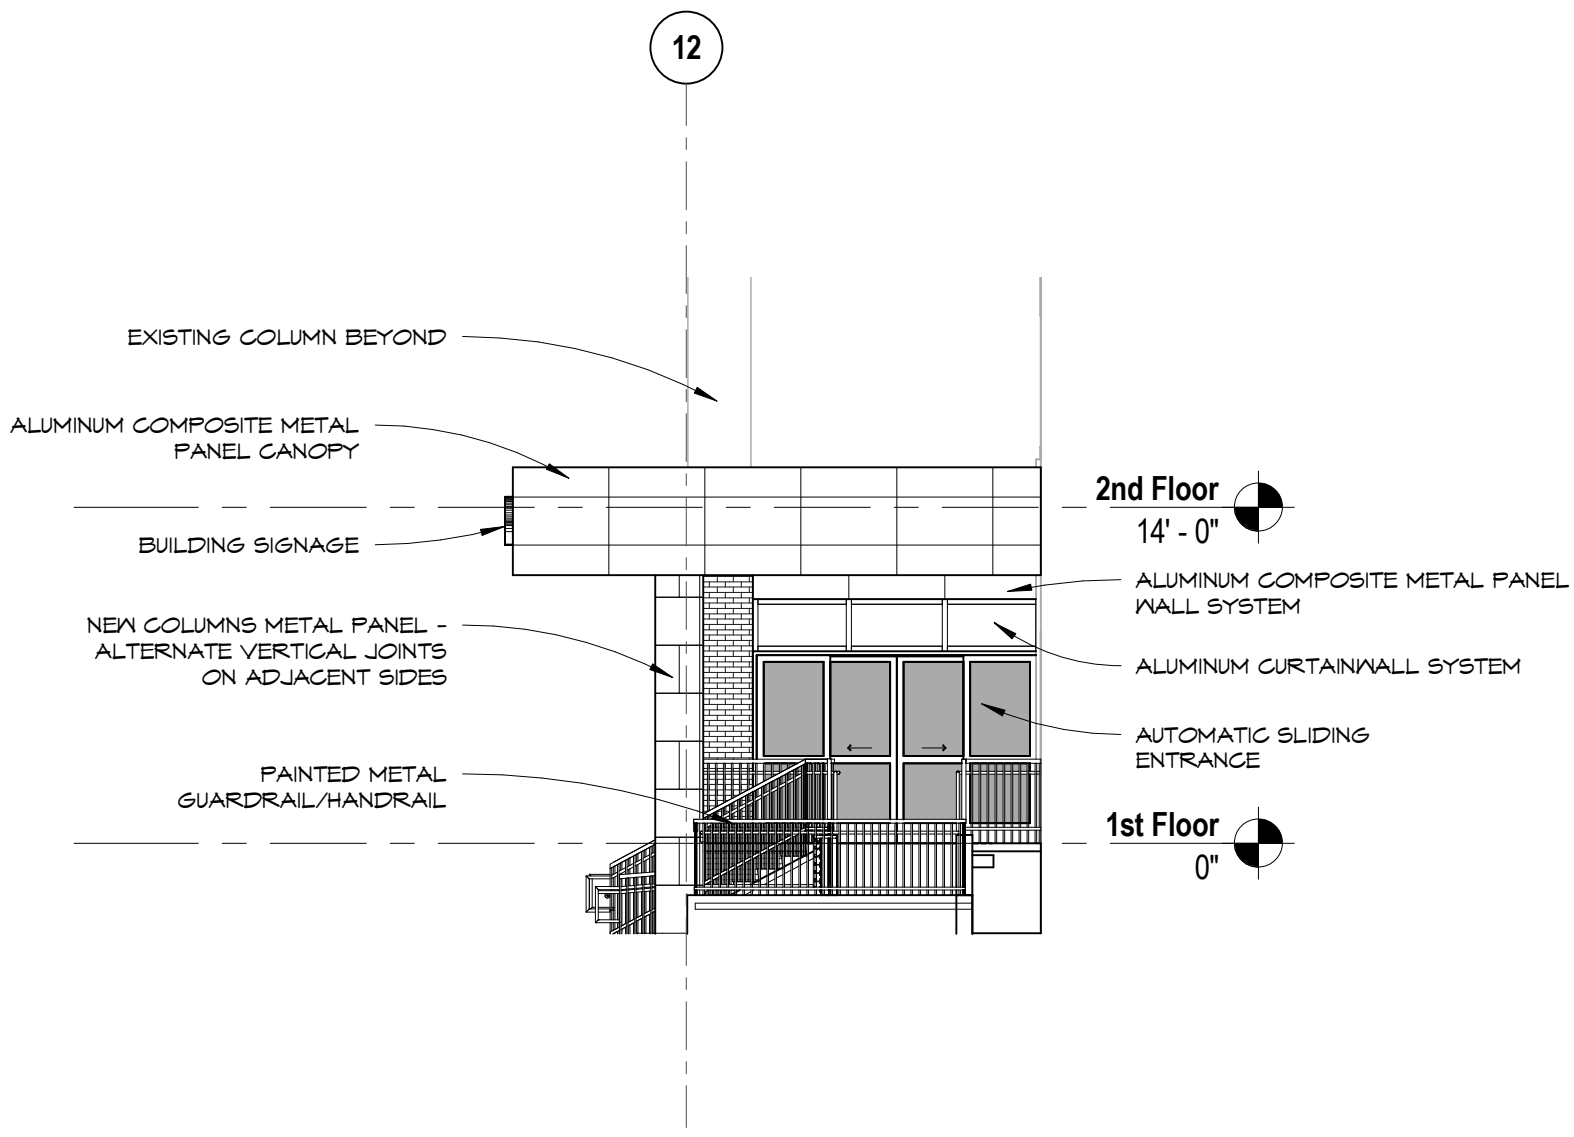 12
EXISTING COLUMN BEYOND
ALUMINUM COMPOSITE METAL
PANEL CANOPY
BUILDING SIGNAGE
NEW COLUMNS METAL PANEL -
ALTERNATE VERTICAL JOINTS
ON ADJACENT SIDES
PAINTED METAL
GUARDRAIL/HANDRAIL
2nd Floor
14' - 0"
ALUMINUM COMPOSITE METAL PANEL
WALL SYSTEM
ALUMINUM CURTAINWALL SYSTEM
AUTOMATIC SLIDING
ENTRANCE
1st Floor
0"